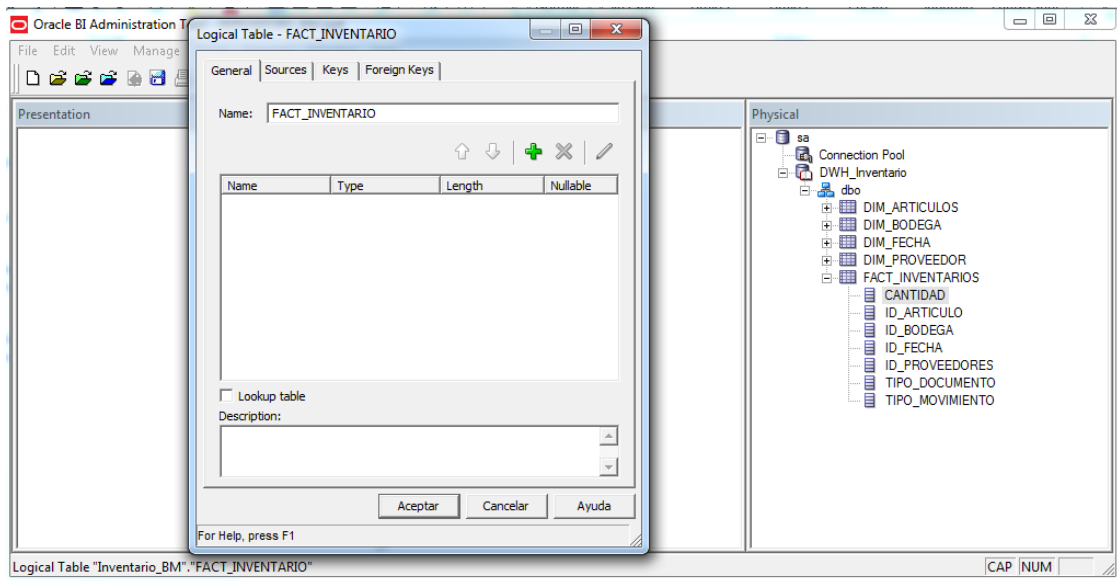 Oracle BI Administration T
File Edit View Manage
Presentation
Logical Table - FACT_INVENTARIO
General Sources Keys Foreign Keys
Name: FACT_INVENTARIO
Name Type Length Nullable
Lookup table
Description:
Aceptar Cancelar Ayuda
For Help, press F1
Physical
sa
Connection Pool
DWH_Inventario
dbo
DIM_ARTICULOS
DIM_BODEGA
DIM_FECHA
DIM_PROVEEDOR
FACT_INVENTARIOS
CANTIDAD
ID_ARTICULO
ID_BODEGA
ID_FECHA
ID_PROVEEDORES
TIPO_DOCUMENTO
TIPO_MOVIMIENTO
Logical Table "Inventario_BM"."FACT_INVENTARIO"
CAP NUM